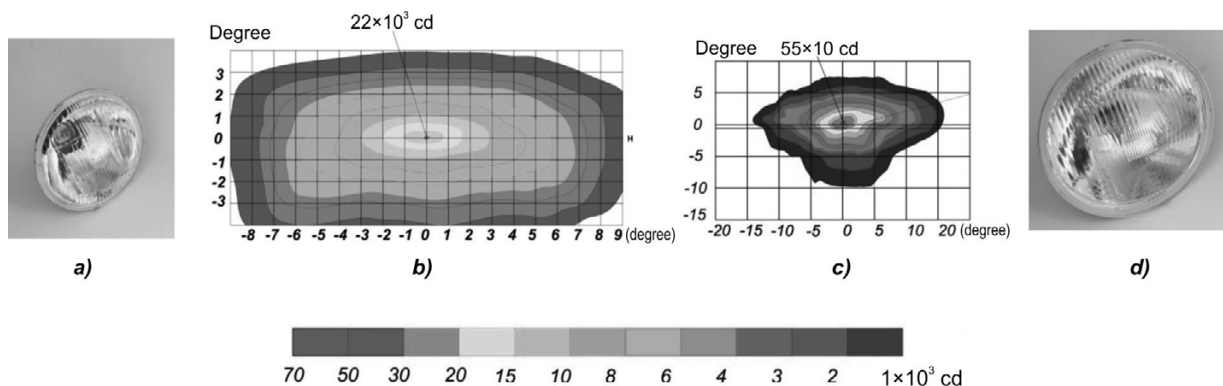 Degree
22×10³ cd
3
2
1
0
-1
-2
-3
-8 -7 -6 -5 -4 -3 -2 -1 0 1 2 3 4 5 6 7 8 9 (degree)
H
Degree
55×10 cd
5
0
-5
-10
-15
-20 -10 -5 0 5 10 20 (degree)
a)
b)
c)
d)
70 50 30 20 15 10 8 6 4 3 2 1×10³ cd